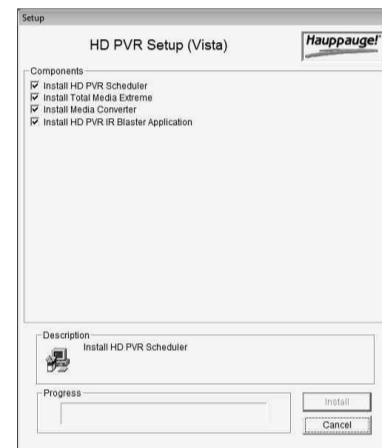 Setup
HD PVR Setup (Vista)
Hauppauge!
Components
Install HD PVR Scheduler
Install Total Media Extreme
Install Media Converter
Install HD PVR IR Blaster Application
Description
Install HD PVR Scheduler
Progress
Install
Cancel